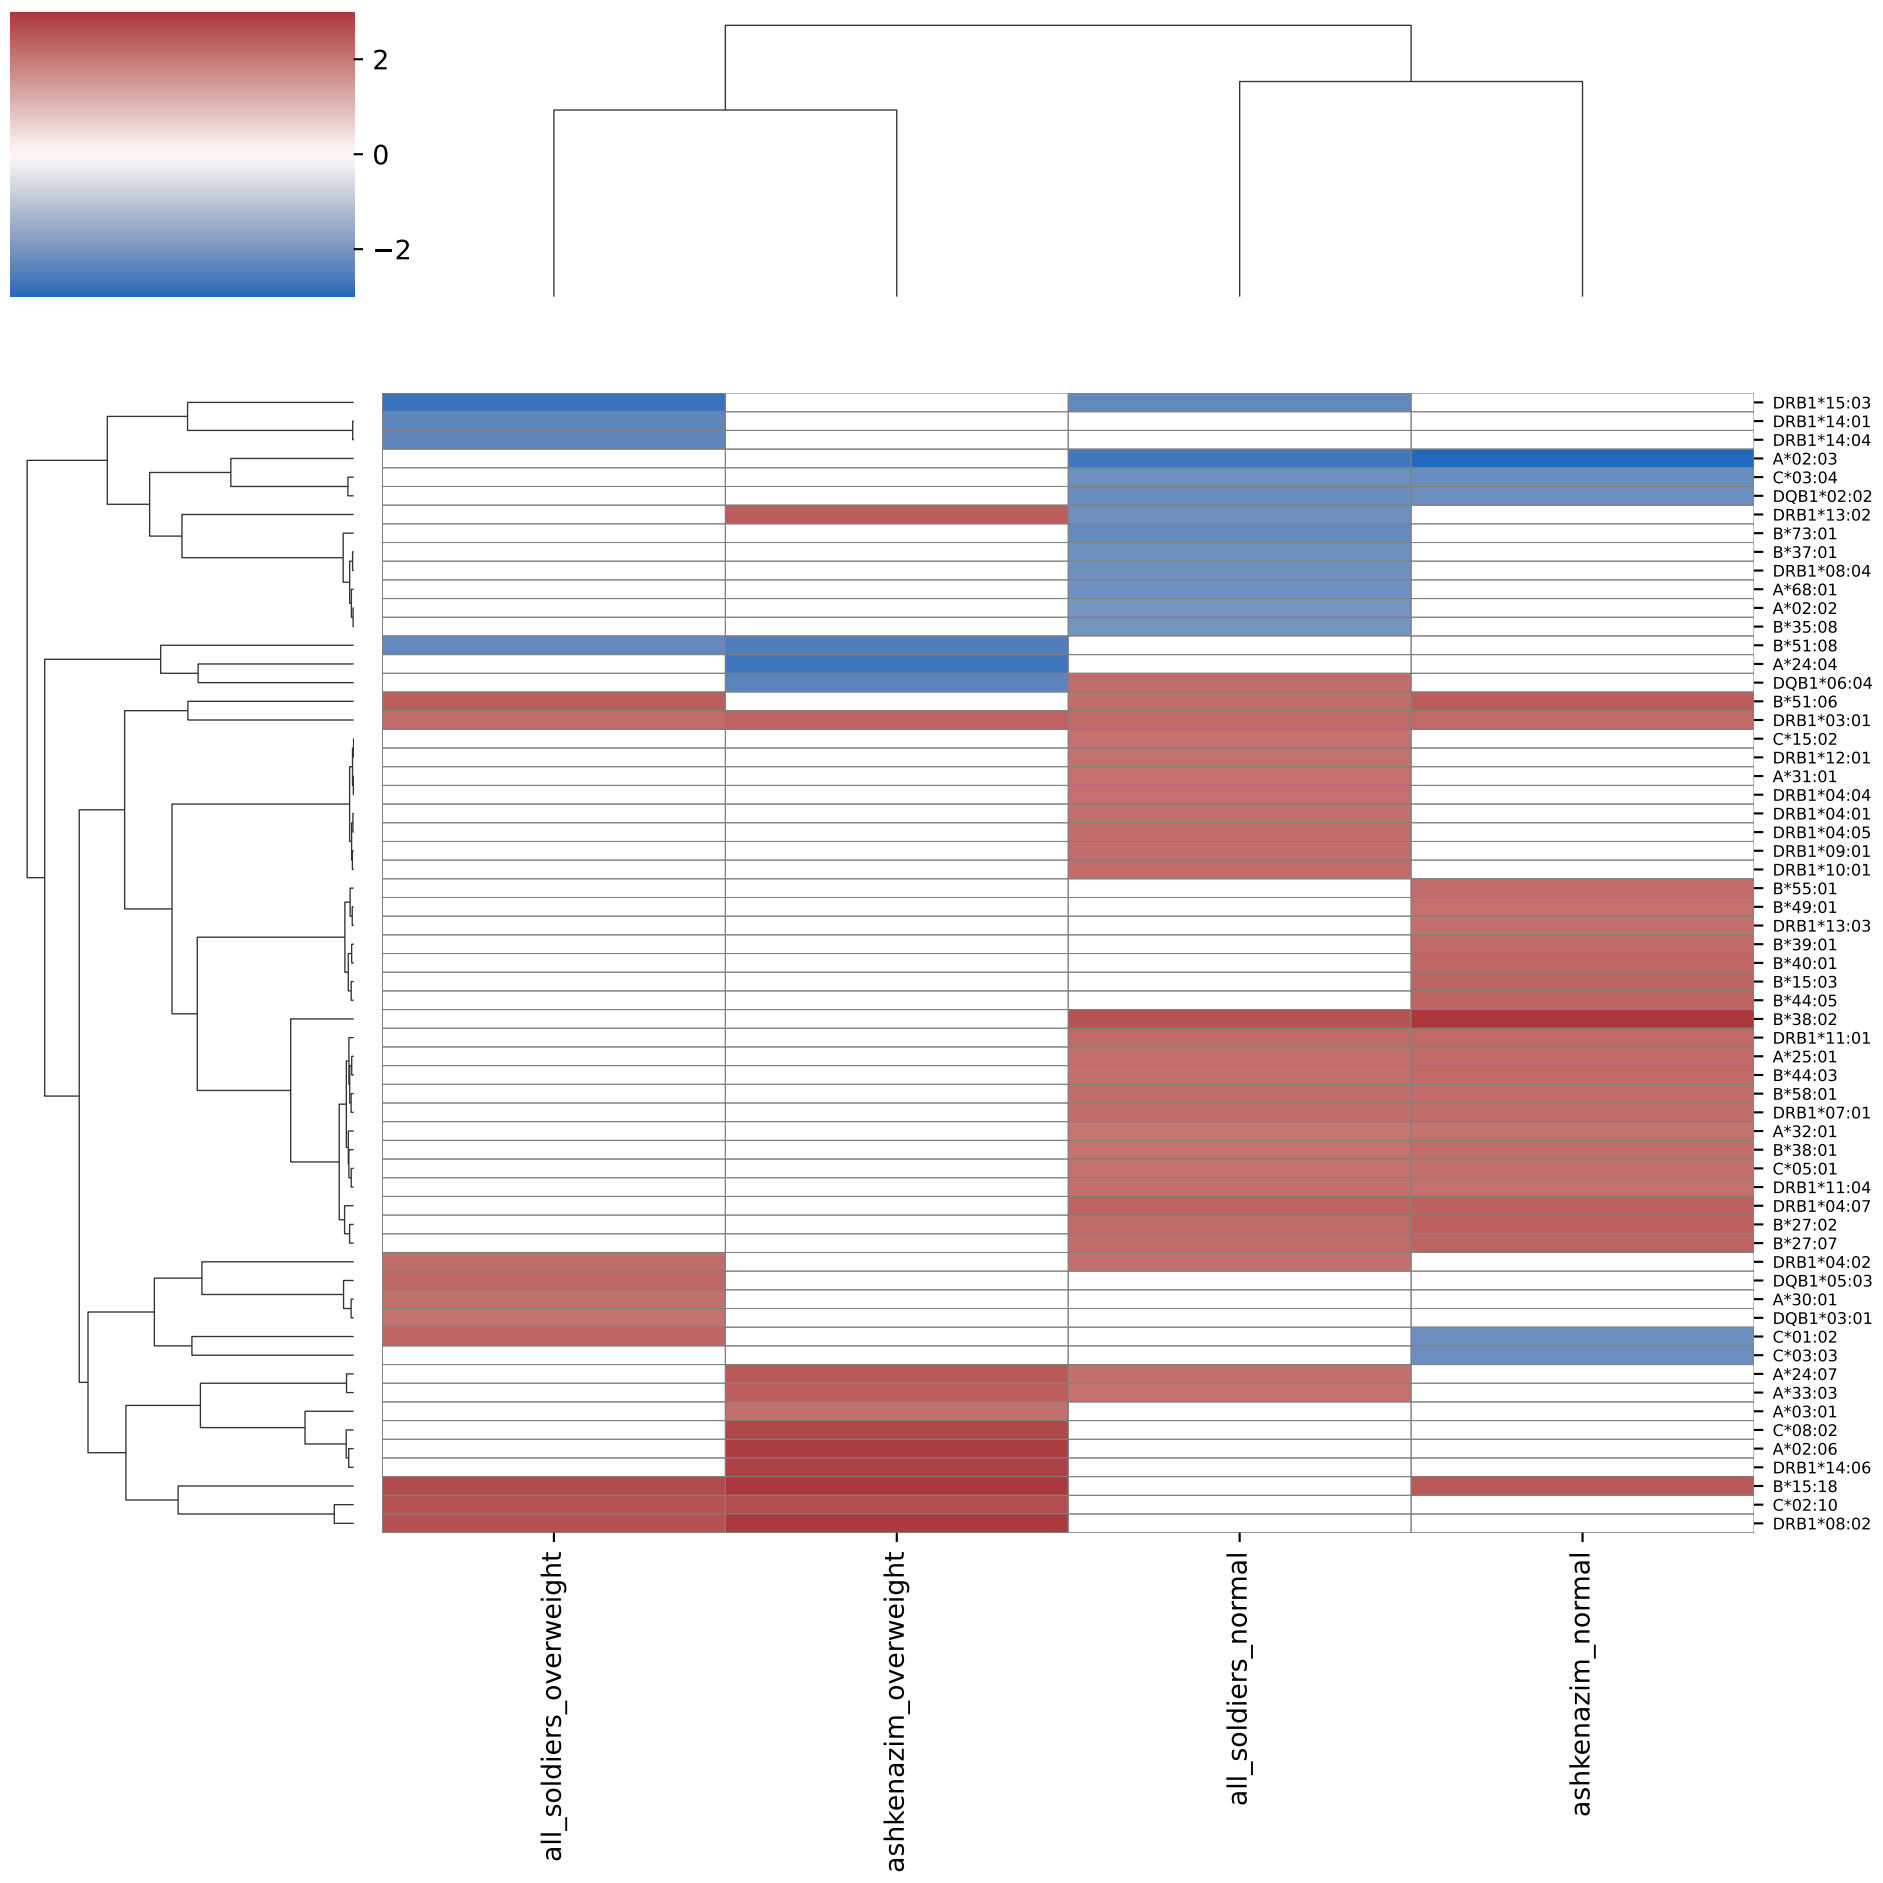 2
0
−2
DRB1*15:03
DRB1*14:01
DRB1*14:04
A*02:03
C*03:04
DQB1*02:02
DRB1*13:02
B*73:01
B*37:01
DRB1*08:04
A*68:01
A*02:02
B*35:08
B*51:08
A*24:04
DQB1*06:04
B*51:06
DRB1*03:01
C*15:02
DRB1*12:01
A*31:01
DRB1*04:04
DRB1*04:01
DRB1*04:05
DRB1*09:01
DRB1*10:01
B*55:01
B*49:01
DRB1*13:03
B*39:01
B*40:01
B*15:03
B*44:05
B*38:02
DRB1*11:01
A*25:01
B*44:03
B*58:01
DRB1*07:01
A*32:01
B*38:01
C*05:01
DRB1*11:04
DRB1*04:07
B*27:02
B*27:07
DRB1*04:02
DQB1*05:03
A*30:01
DQB1*03:01
C*01:02
C*03:03
A*24:07
A*33:03
A*03:01
C*08:02
A*02:06
DRB1*14:06
B*15:18
C*02:10
DRB1*08:02
all_soldiers_overweight
ashkenazim_overweight
all_soldiers_normal
ashkenazim_normal